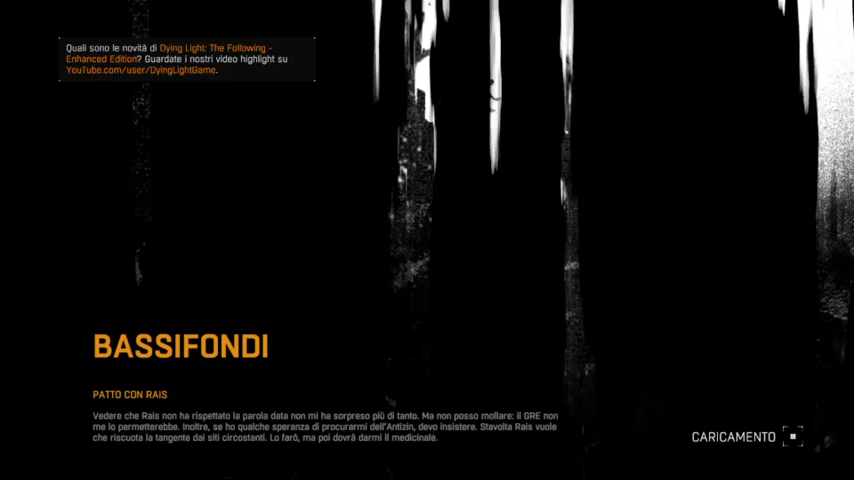 Quali sono le novità di Dying Light: The Following -
Enhanced Edition? Guardate i nostri video highlight su
YouTube.com/user/DyingLightGame.
BASSIFONDI
PATTO CON RAIS
Vedere che Rais non ha rispettato la parola data non mi ha sorpreso più di tanto. Ma non posso mollare: il GRE non
me lo permetterebbe. Inoltre, se ho qualche speranza di procurarmi dell'Antizin, devo insistere. Stavolta Rais vuole
che riscuota la tangente dai siti circostanti. Lo farò, ma poi dovrà darmi il medicinale.
CARICAMENTO